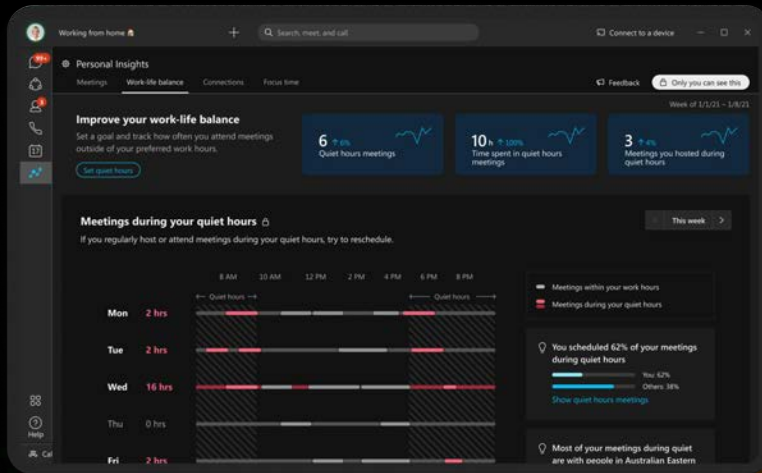 Working from home
Search, meet, and call
Connect to a device
99+
Personal Insights
Meetings
Work-life balance
Connections
Focus time
Feedback
Only you can see this
Week of 1/1/21 – 1/8/21
Improve your work-life balance
Set a goal and track how often you attend meetings
outside of your preferred work hours.
Set quiet hours
6 ↑ 6%
Quiet hours meetings
10h ↑ 100%
Time spent in quiet hours
meetings
3 ↑ 4%
Meetings you hosted during
quiet hours
Meetings during your quiet hours
If you regularly host or attend meetings during your quiet hours, try to reschedule.
This week
8 AM 10 AM 12 PM 2 PM 4 PM 6 PM 8 PM
Quiet hours
Quiet hours
Mon 2 hrs
Tue 2 hrs
Wed 16 hrs
Thu 0 hrs
Fri 2 hrs
Meetings within your work hours
Meetings during your quiet hours
You scheduled 62% of your meetings
during quiet hours
You: 62%
Others: 38%
Show quiet hours meetings
Most of your meetings during quiet
are with people in Australian Eastern
Help
Cal